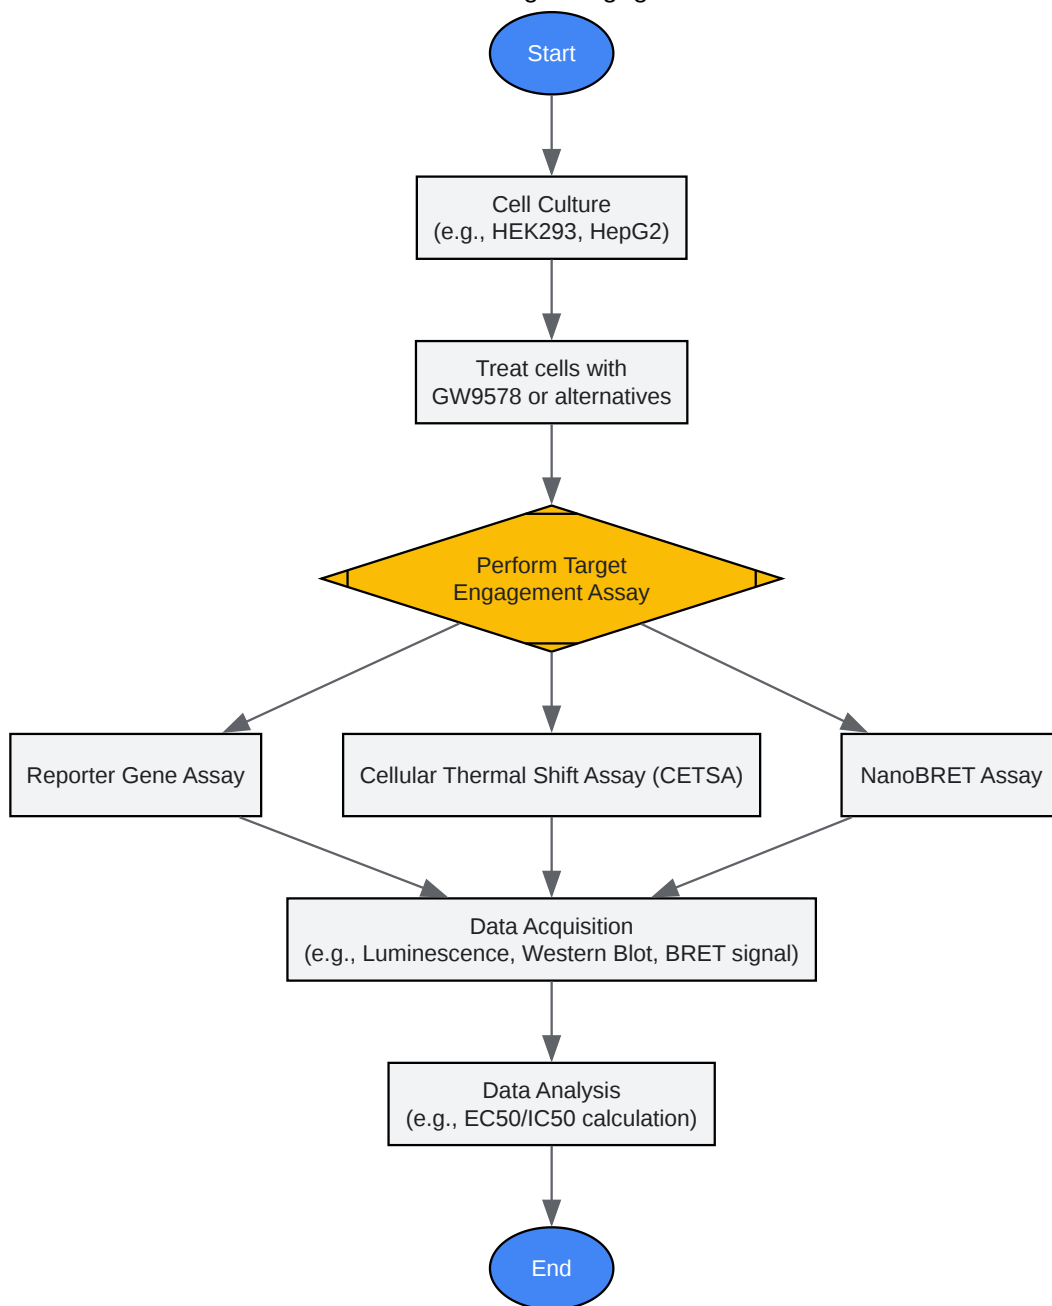 Start
Cell Culture
(e.g., HEK293, HepG2)
Treat cells with
GW9578 or alternatives
Perform Target
Engagement Assay
Reporter Gene Assay
Cellular Thermal Shift Assay (CETSA)
NanoBRET Assay
Data Acquisition
(e.g., Luminescence, Western Blot, BRET signal)
Data Analysis
(e.g., EC50/IC50 calculation)
End